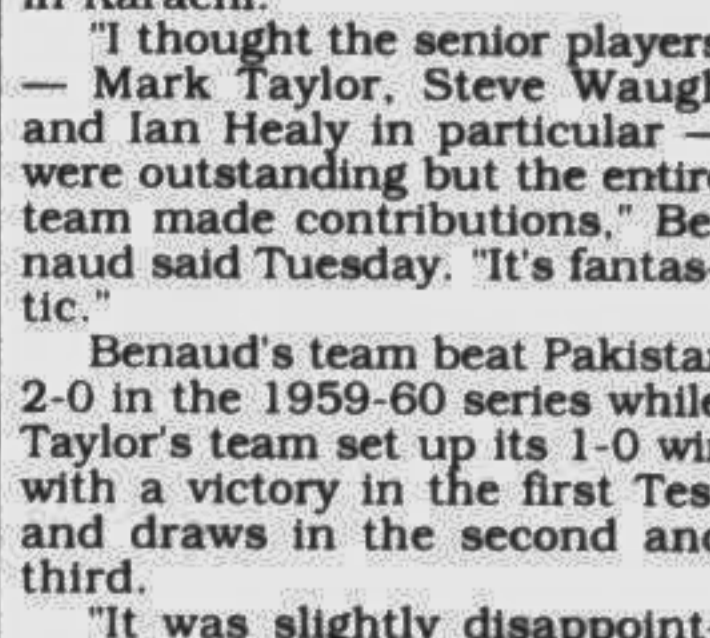 in Karachi.
"I thought the senior players
— Mark Taylor, Steve Waugh
and Ian Healy in particular —
were outstanding but the entire
team made contributions," Be-
naud said Tuesday. "It's fantas-
tic."
Benaud's team beat Pakistan
2-0 in the 1959-60 series while
Taylor's team set up its 1-0 win
with a victory in the first Test
and draws in the second and
third.
"It was slightly disappoint-